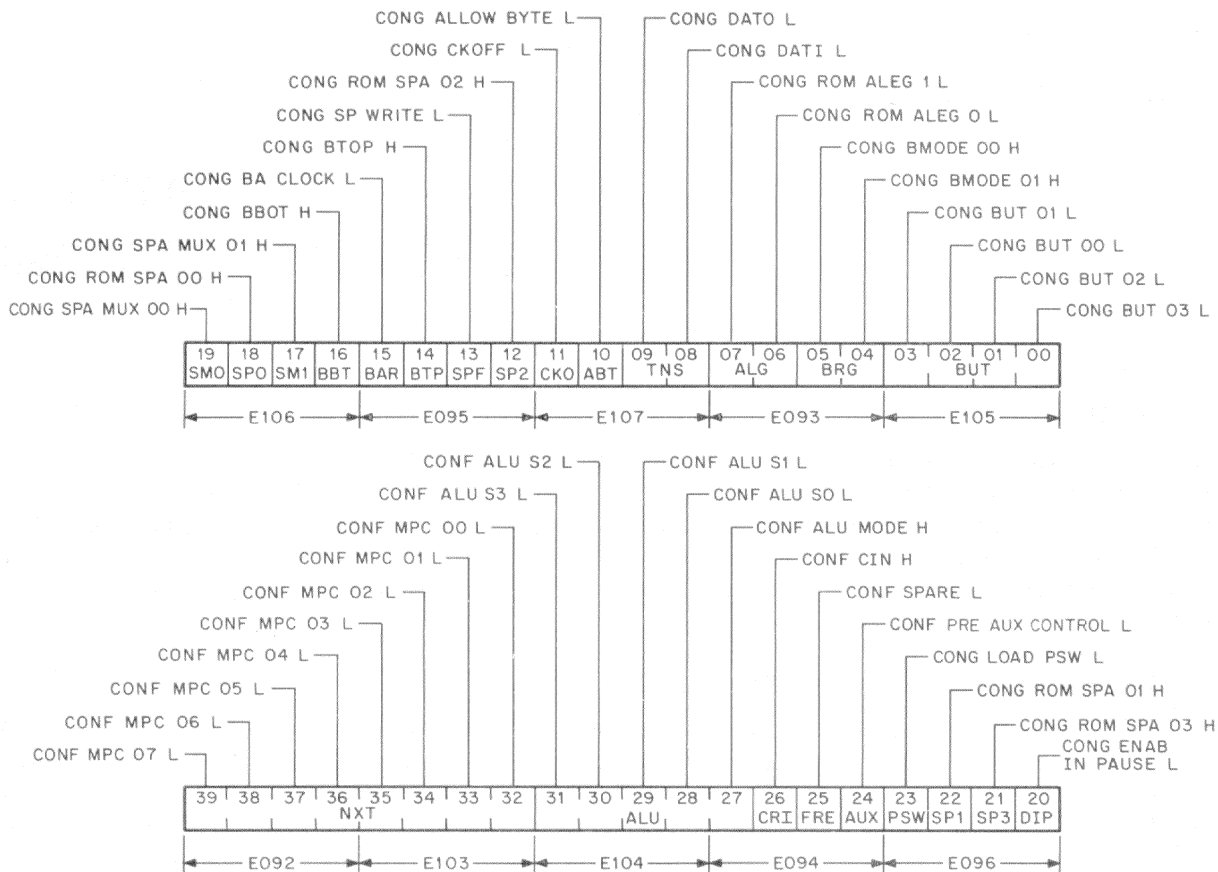 CONG ALLOW BYTE L
CONG DATO L
CONG CKOFF L
CONG DATI L
CONG ROM SPA 02 H
CONG ROM ALEG 1 L
CONG SP WRITE L
CONG ROM ALEG 0 L
CONG BTOP H
CONG BMODE 00 H
CONG BA CLOCK L
CONG BMODE 01 H
CONG BBOT H
CONG BUT 01 L
CONG SPA MUX 01 H
CONG BUT 00 L
CONG ROM SPA 00 H
CONG BUT 02 L
CONG SPA MUX 00 H
CONG BUT 03 L
19 18 17 16 15 14 13 12 11 10 09 08 07 06 05 04 03 02 01 00
SM0 SP0 SM1 BBT BAR BTP SPF SP2 CKO ABT TNS ALG BRG BUT
E106 E095 E107 E093 E105
CONF ALU S2 L
CONF ALU S1 L
CONF ALU S3 L
CONF ALU S0 L
CONF MPC 00 L
CONF ALU MODE H
CONF MPC 01 L
CONF CIN H
CONF MPC 02 L
CONF SPARE L
CONF MPC 03 L
CONF PRE AUX CONTROL L
CONF MPC 04 L
CONG LOAD PSW L
CONF MPC 05 L
CONG ROM SPA 01 H
CONF MPC 06 L
CONG ROM SPA 03 H
CONF MPC 07 L
CONG ENAB
IN PAUSE L
39 38 37 36 35 34 33 32 31 30 29 28 27 26 25 24 23 22 21 20
NXT ALU CRI FRE AUX PSW SP1 SP3 DIP
E092 E103 E104 E094 E096